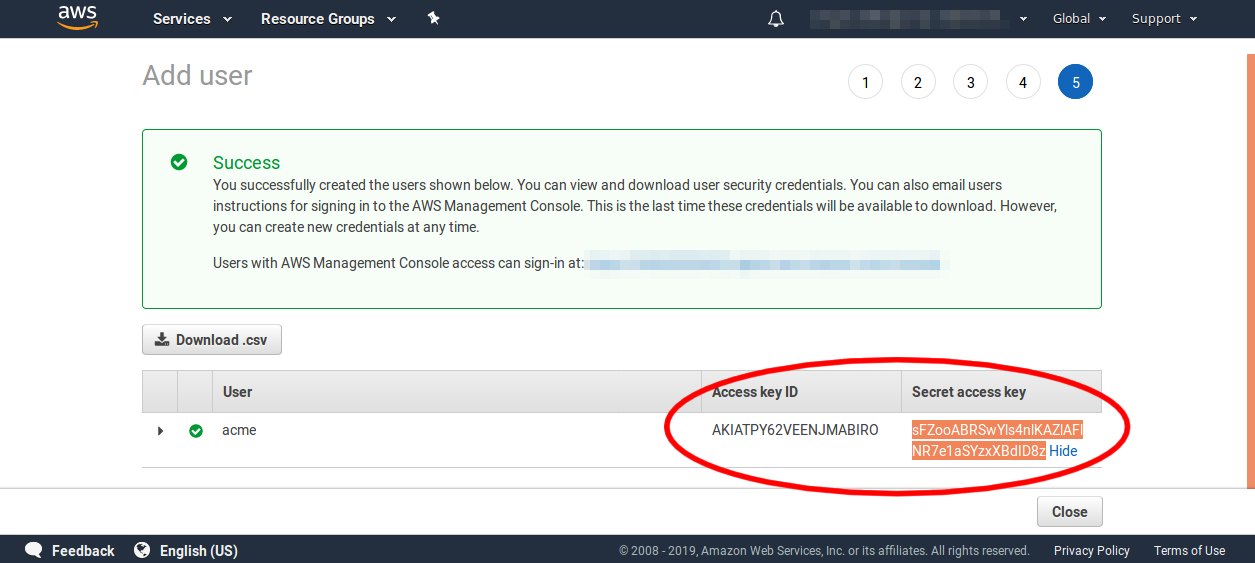 aws Services Resource Groups Global Support
Add user 1 2 3 4 5
Success
You successfully created the users shown below. You can view and download user security credentials. You can also email users
instructions for signing in to the AWS Management Console. This is the last time these credentials will be available to download. However,
you can create new credentials at any time.
Users with AWS Management Console access can sign-in at:
Download .csv
User Access key ID Secret access key
acme AKIATPY62VEENJMABIRO
Hide
Close
Feedback English (US) © 2008 - 2019, Amazon Web Services, Inc. or its affiliates. All rights reserved. Privacy Policy Terms of Use